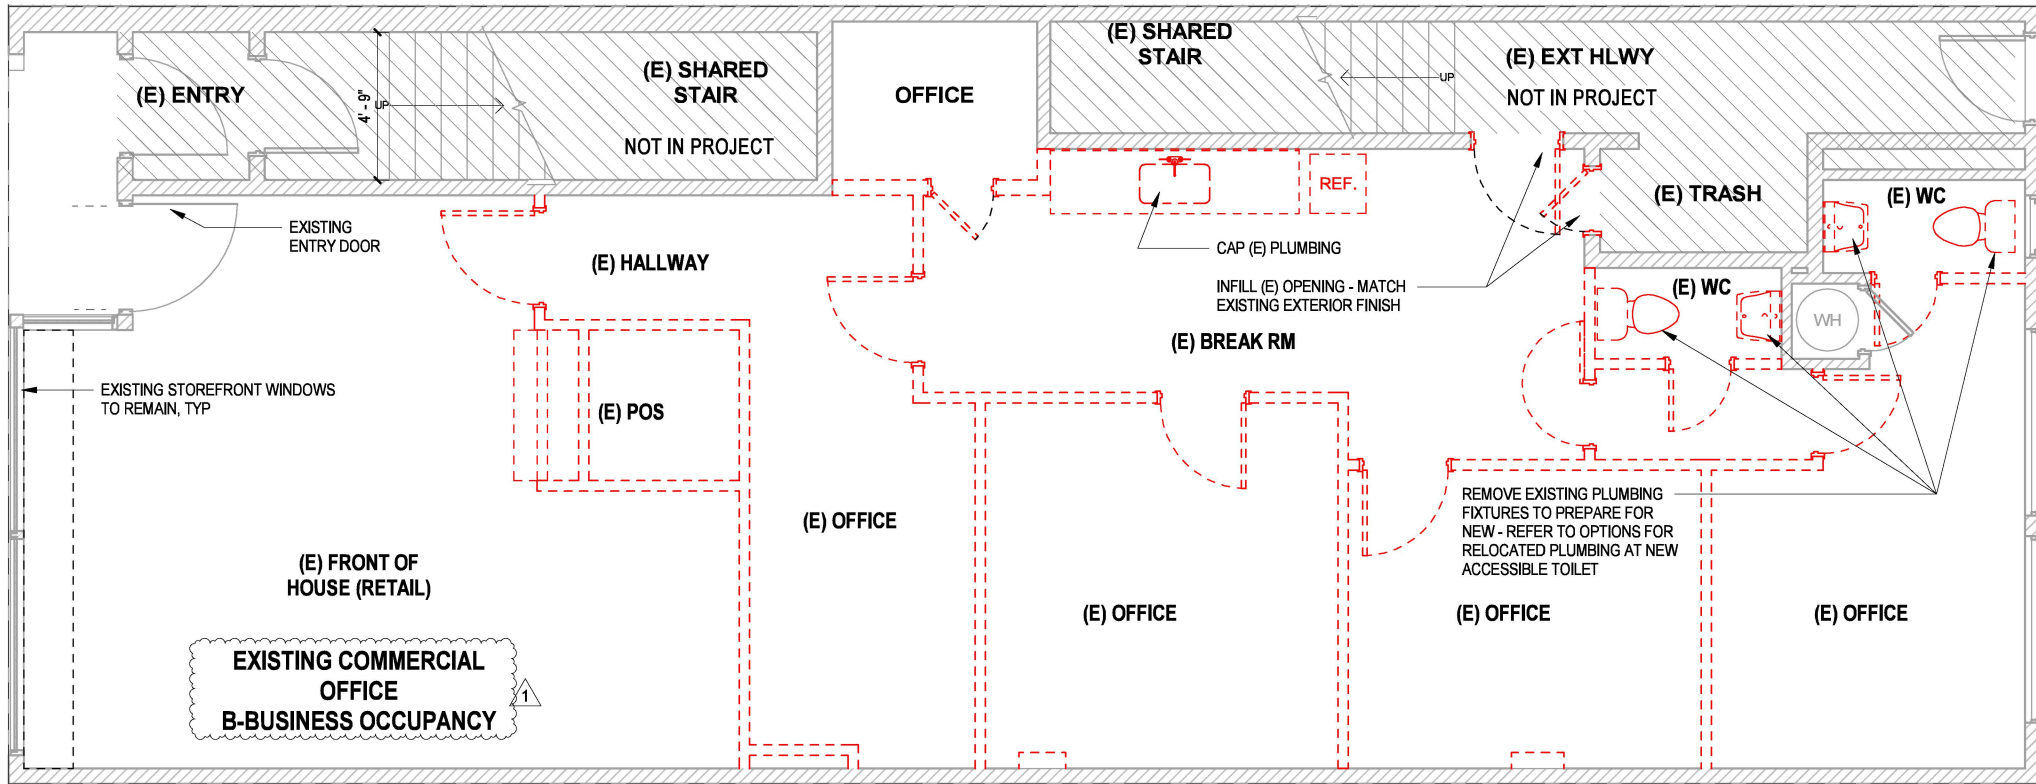 (E) SHARED
STAIR
(E) EXT HLWY
NOT IN PROJECT
UP
(E) ENTRY
4' - 9"
UP
(E) SHARED
STAIR
NOT IN PROJECT
OFFICE
REF.
(E) TRASH
(E) WC
EXISTING
ENTRY DOOR
(E) HALLWAY
CAP (E) PLUMBING
INFILL (E) OPENING - MATCH
EXISTING EXTERIOR FINISH
(E) WC
WH
(E) BREAK RM
EXISTING STOREFRONT WINDOWS
TO REMAIN, TYP
(E) POS
REMOVE EXISTING PLUMBING
FIXTURES TO PREPARE FOR
NEW - REFER TO OPTIONS FOR
RELOCATED PLUMBING AT NEW
ACCESSIBLE TOILET
(E) OFFICE
(E) FRONT OF
HOUSE (RETAIL)
(E) OFFICE
(E) OFFICE
(E) OFFICE
EXISTING COMMERCIAL
OFFICE
B-BUSINESS OCCUPANCY
1